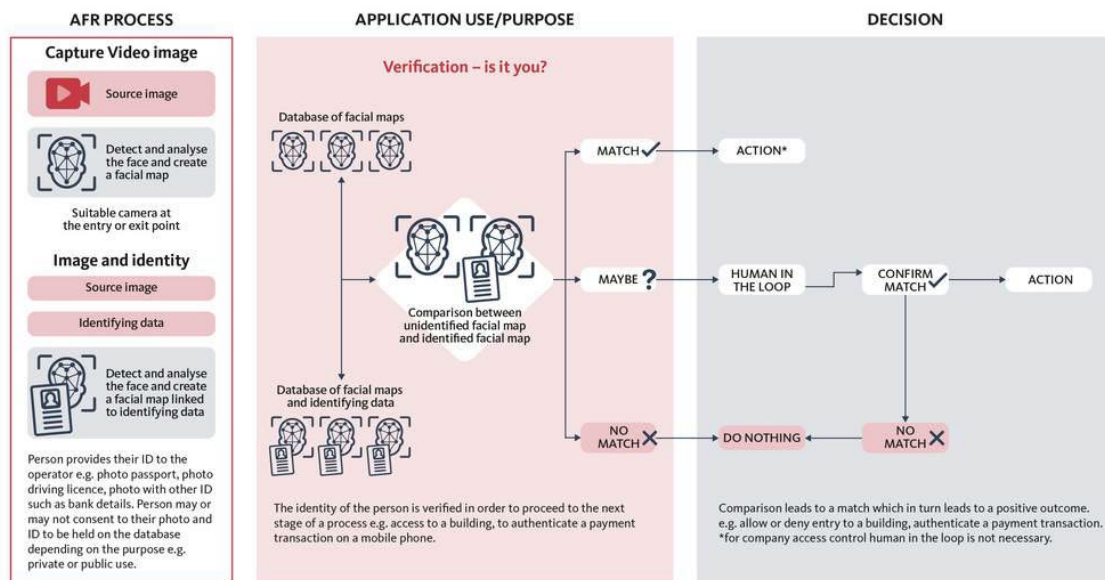 AFR PROCESS
Capture Video image
Source image
Detect and analyse
the face and create
a facial map
Suitable camera at
the entry or exit point
Image and identity
Source image
Identifying data
Detect and analyse
the face and create
a facial map linked
to identifying data
Person provides their ID to the
operator e.g. photo passport, photo
driving licence, photo with other ID
such as bank details. Person may or
may not consent to their photo and
ID to be held on the database
depending on the purpose e.g.
private or public use.
APPLICATION USE/PURPOSE
Verification – is it you?
Database of facial maps
Comparison between
unidentified facial map
and identified facial map
Database of facial maps
and identifying data
MATCH
MAYBE ?
NO
MATCH
The identity of the person is verified in order to proceed to the next
stage of a process e.g. access to a building, to authenticate a payment
transaction on a mobile phone.
DECISION
ACTION*
HUMAN IN
THE LOOP
CONFIRM
MATCH
ACTION
DO NOTHING
NO
MATCH
Comparison leads to a match which in turn leads to a positive outcome.
e.g. allow or deny entry to a building, authenticate a payment transaction.
*for company access control human in the loop is not necessary.